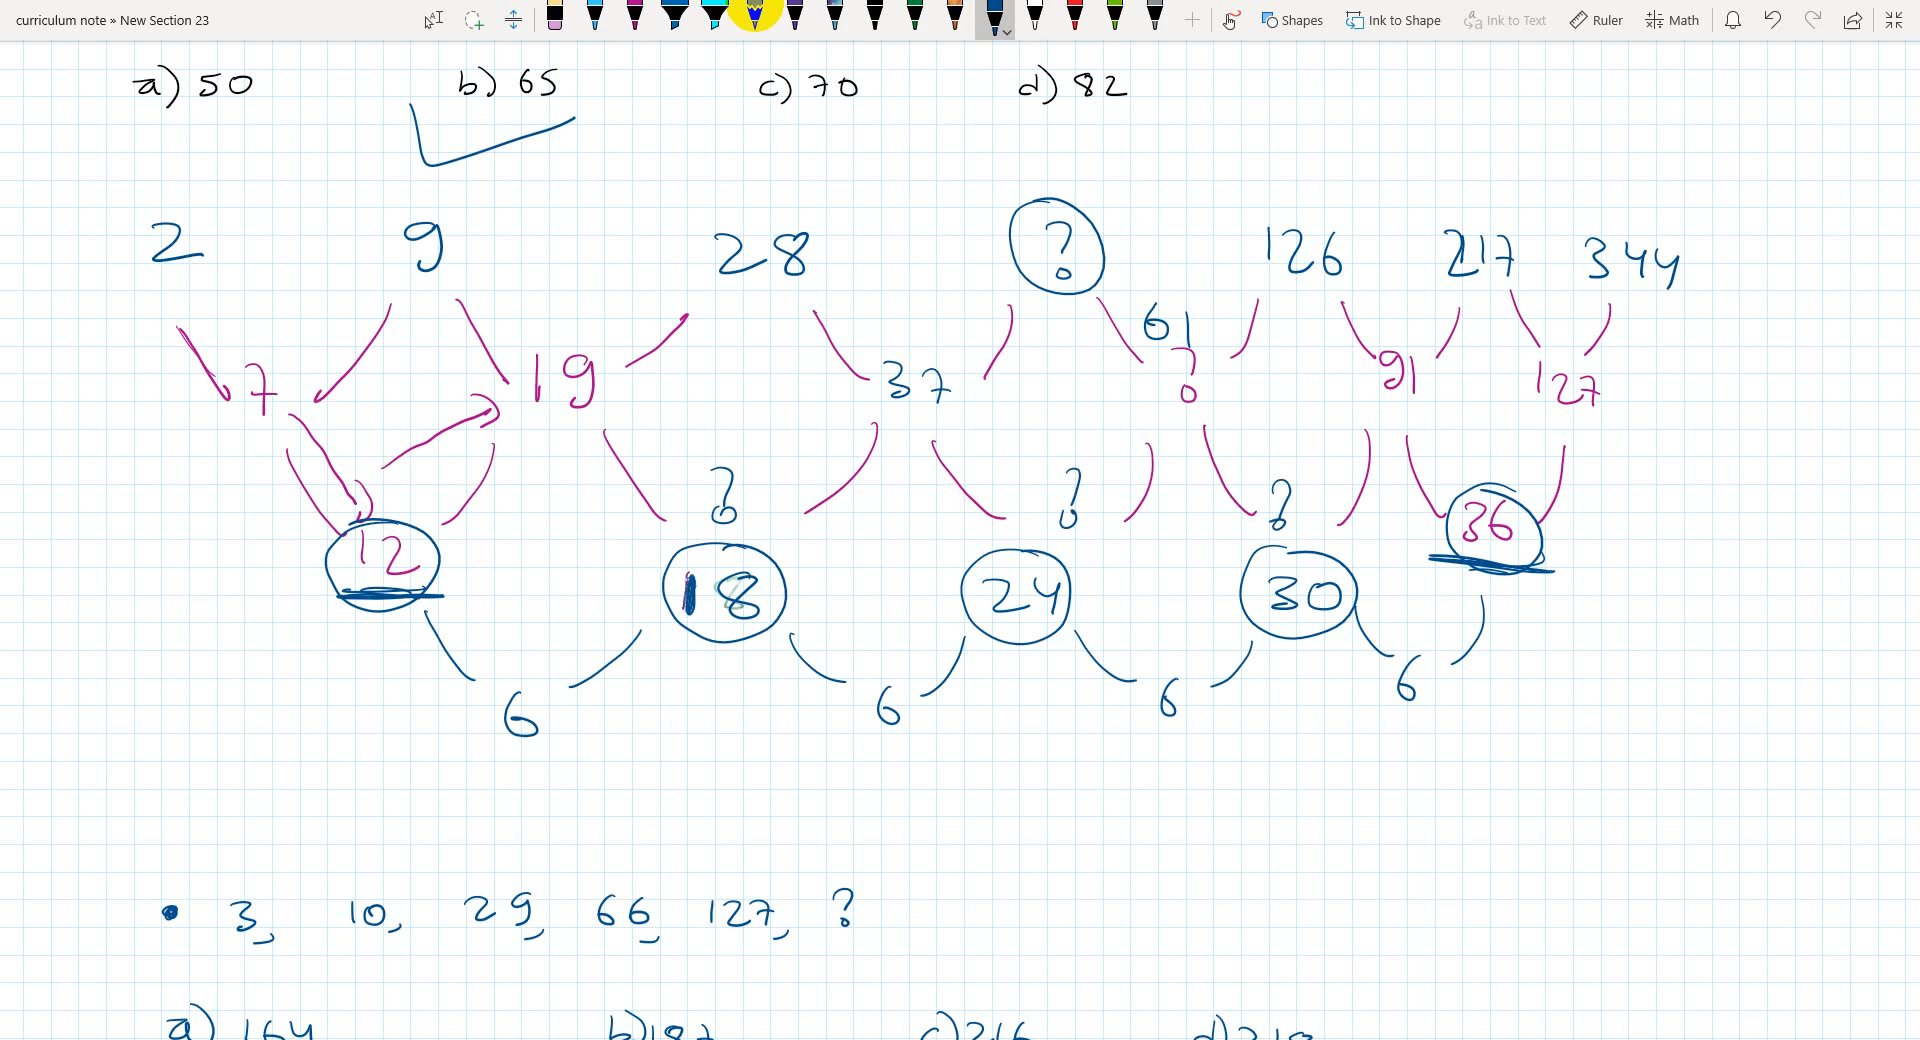 curriculum note » New Section 23
Shapes Ink to Shape Ink to Text Ruler Math
a) 50 b) 65 c) 70 d) 82
2 9 28 ? 126 217 344
61
7 19 37 ? 91 127
? ? ?
12 18 24 30 36
6 6 6 6
• 3, 10, 29, 66, 127, ?
a) 164 b) 187 c) 216 d)